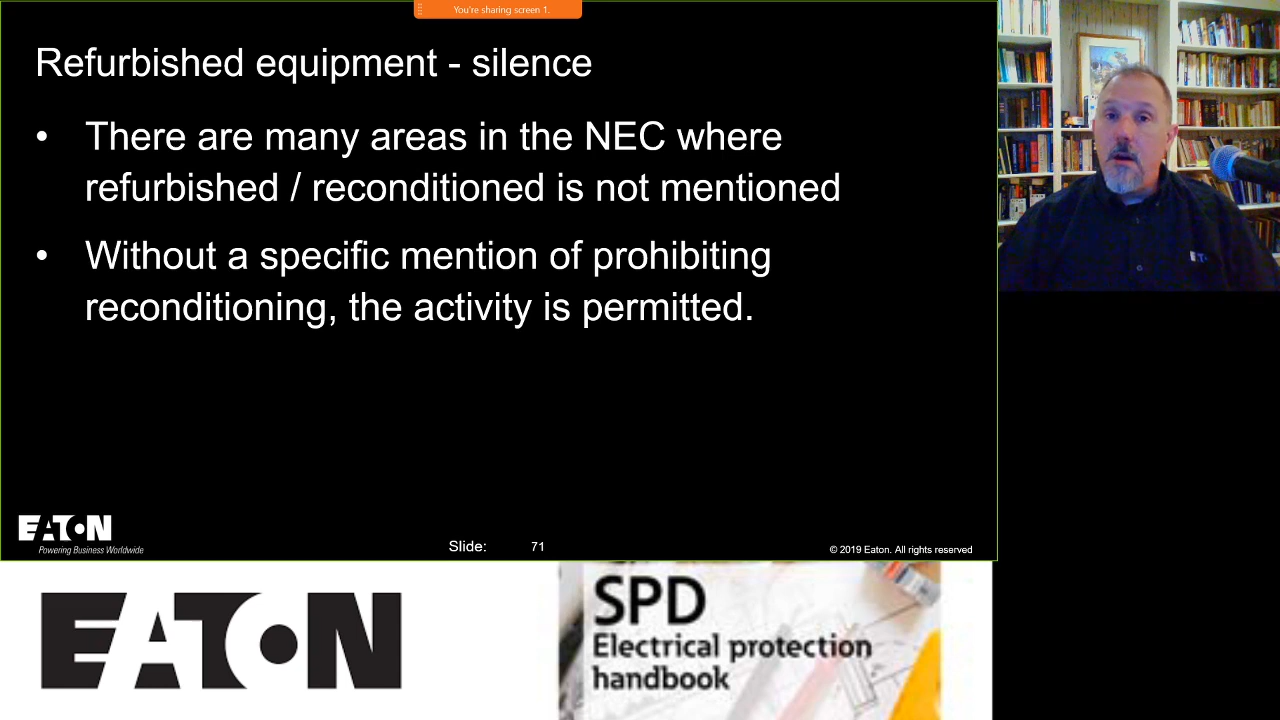 You're sharing screen 1.
Refurbished equipment - silence
• There are many areas in the NEC where
refurbished / reconditioned is not mentioned
• Without a specific mention of prohibiting
reconditioning, the activity is permitted.
EATON
Powering Business Worldwide
Slide: 71
© 2019 Eaton. All rights reserved
EATON
SPD
Electrical protection
handbook